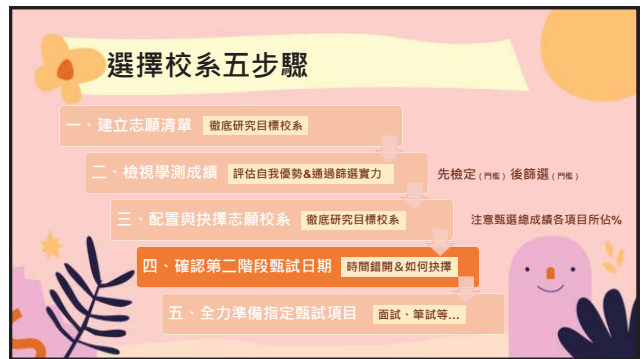 選擇校系五步驟
一、建立志願清單 徹底研究目標校系
二、檢視學測成績 評估自我優勢&通過篩選實力 先檢定(門檻)後篩選(門檻)
三、配置與抉擇志願校系 徹底研究目標校系 注意甄選總成績各項目所佔%
四、確認第二階段甄試日期 時間錯開&如何抉擇
五、全力準備指定甄試項目 面試、筆試等...